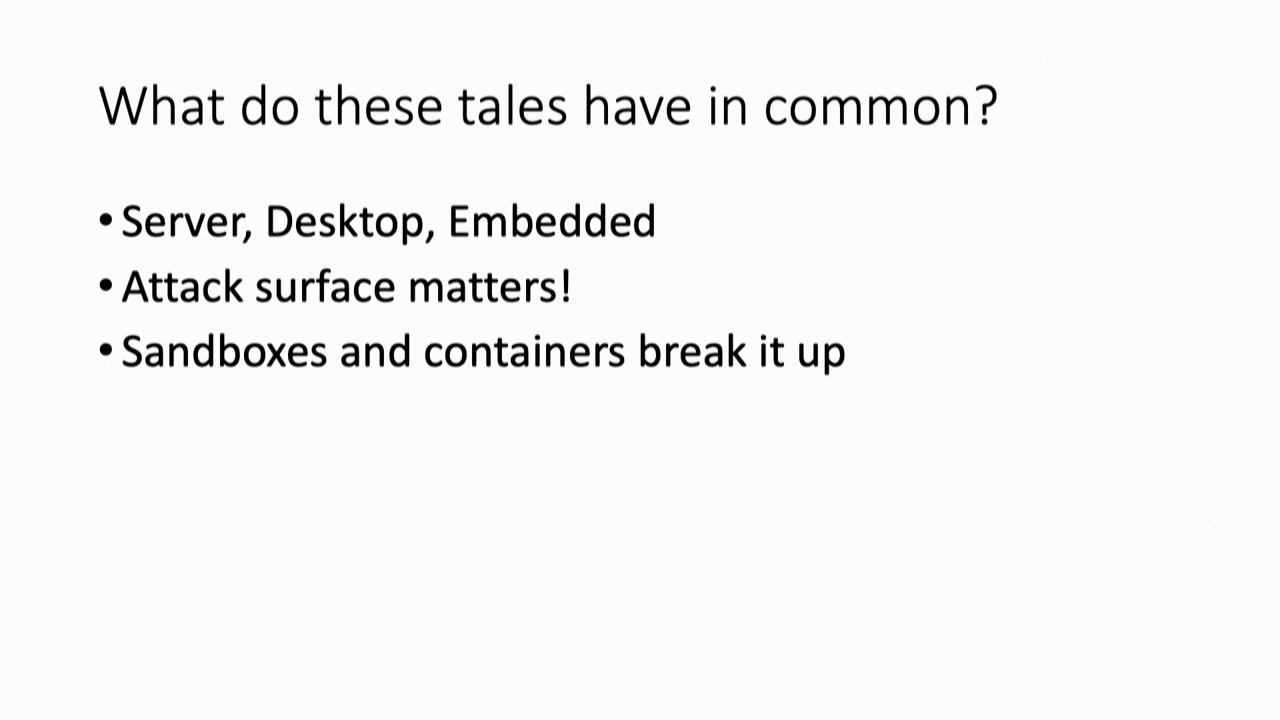 What do these tales have in common?
• Server, Desktop, Embedded
• Attack surface matters!
• Sandboxes and containers break it up